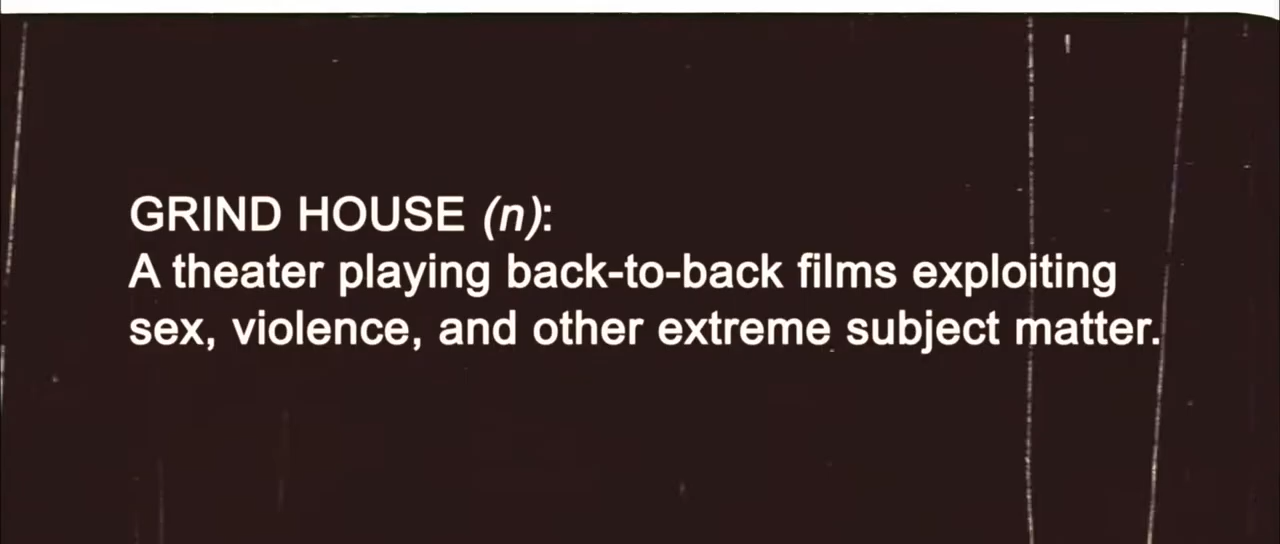 GRIND HOUSE (n):
A theater playing back-to-back films exploiting
sex, violence, and other extreme subject matter.